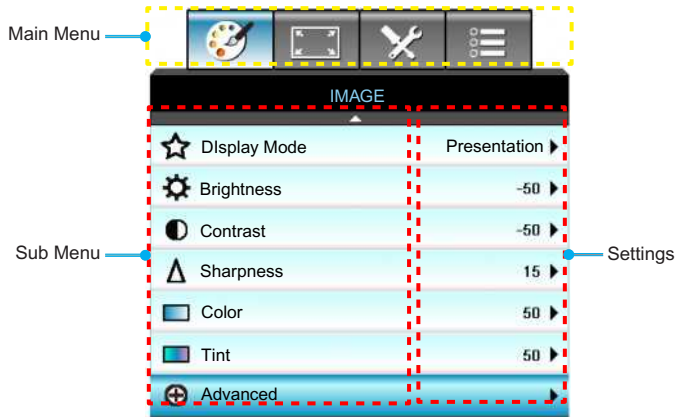 Main Menu
IMAGE
DIsplay Mode Presentation
Brightness -50
Contrast -50
Sub Menu
Sharpness 15
Settings
Color 50
Tint 50
Advanced